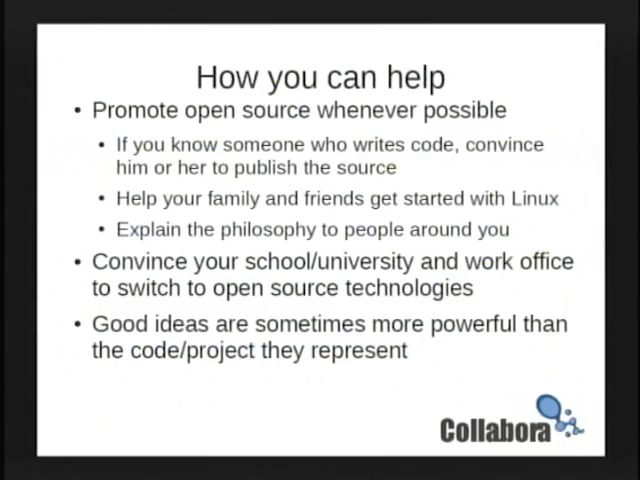 How you can help
• Promote open source whenever possible
• If you know someone who writes code, convince
him or her to publish the source
• Help your family and friends get started with Linux
• Explain the philosophy to people around you
• Convince your school/university and work office
to switch to open source technologies
• Good ideas are sometimes more powerful than
the code/project they represent
Collabora